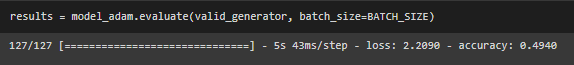 results = model_adam.evaluate(valid_generator, batch_size=BATCH_SIZE)
127/127 [==============================] - 5s 43ms/step - loss: 2.2090 - accuracy: 0.4940